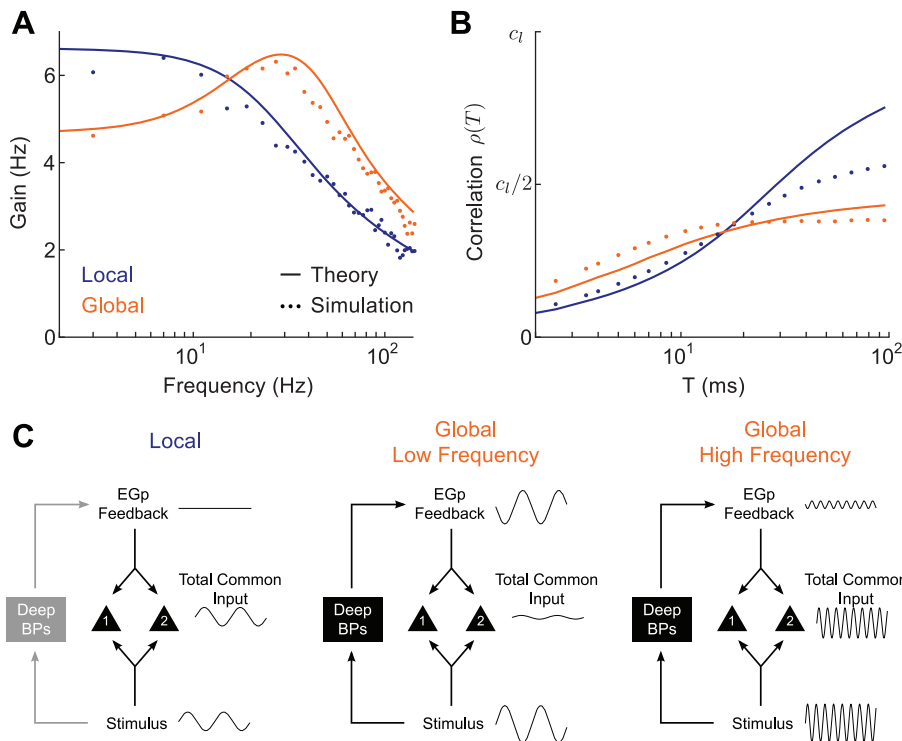 A
Gain (Hz)
6
4
2
0
Local
Global
Theory
Simulation
10^1
10^2
Frequency (Hz)
B
Correlation ρ(T)
c_l
c_l/2
0
10^1
10^2
T (ms)
C
Local
EGp
Feedback
Total Common
Input
Deep
BPs
1
2
Stimulus
Global
Low Frequency
EGp
Feedback
Total Common
Input
Deep
BPs
1
2
Stimulus
Global
High Frequency
EGp
Feedback
Total Common
Input
Deep
BPs
1
2
Stimulus